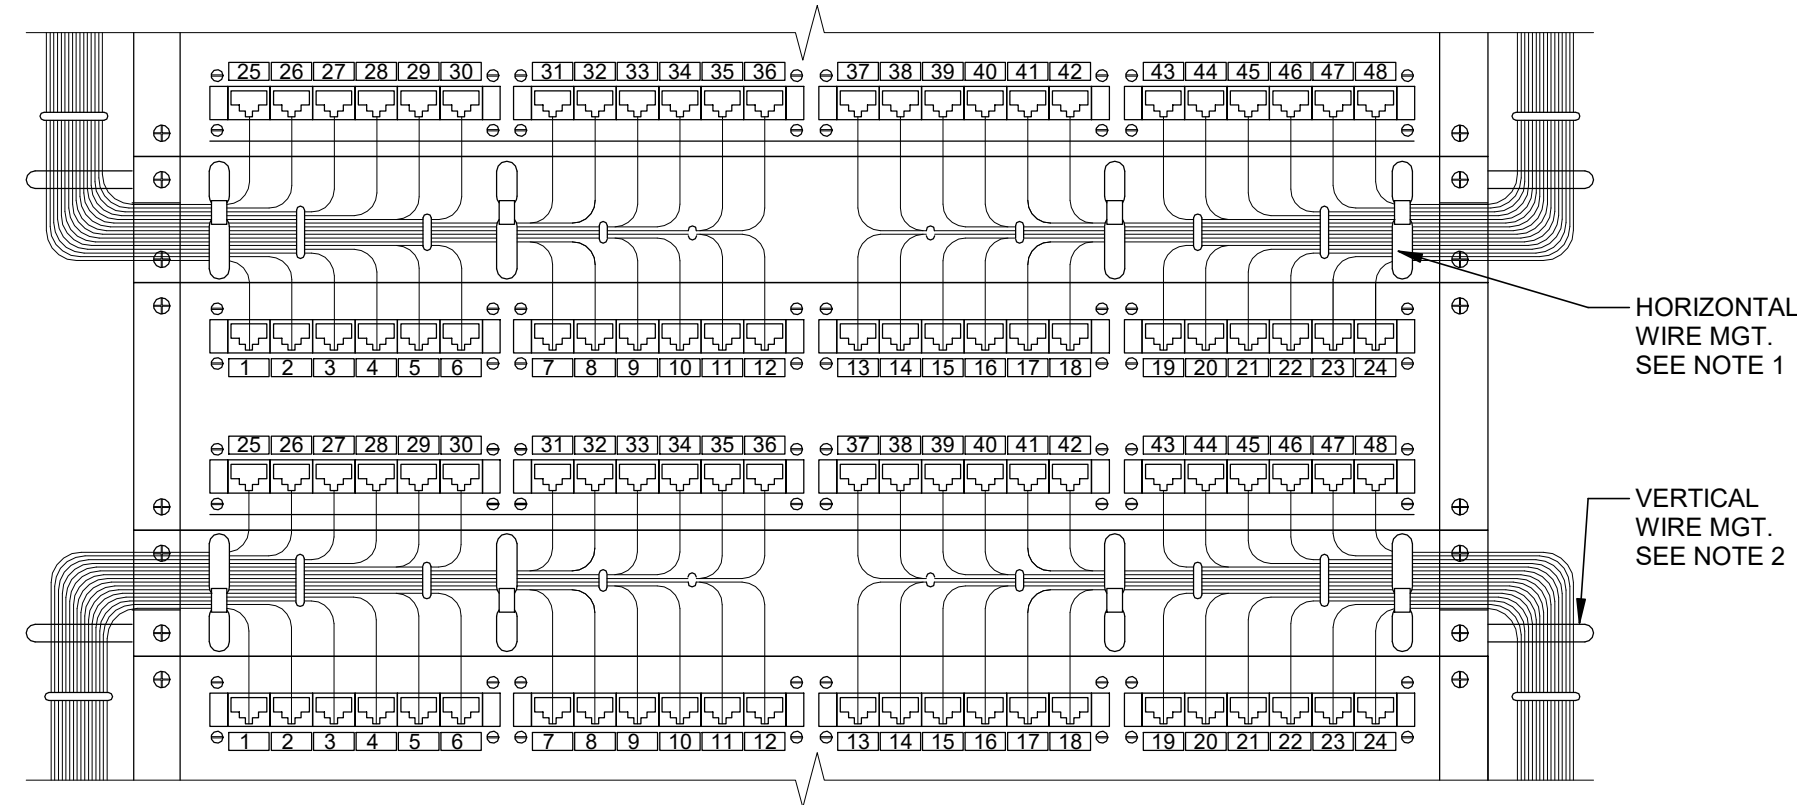 25 26 27 28 29 30 31 32 33 34 35 36 37 38 39 40 41 42 43 44 45 46 47 48
HORIZONTAL
WIRE MGT.
SEE NOTE 1
1 2 3 4 5 6 7 8 9 10 11 12 13 14 15 16 17 18 19 20 21 22 23 24
25 26 27 28 29 30 31 32 33 34 35 36 37 38 39 40 41 42 43 44 45 46 47 48
VERTICAL
WIRE MGT.
SEE NOTE 2
1 2 3 4 5 6 7 8 9 10 11 12 13 14 15 16 17 18 19 20 21 22 23 24